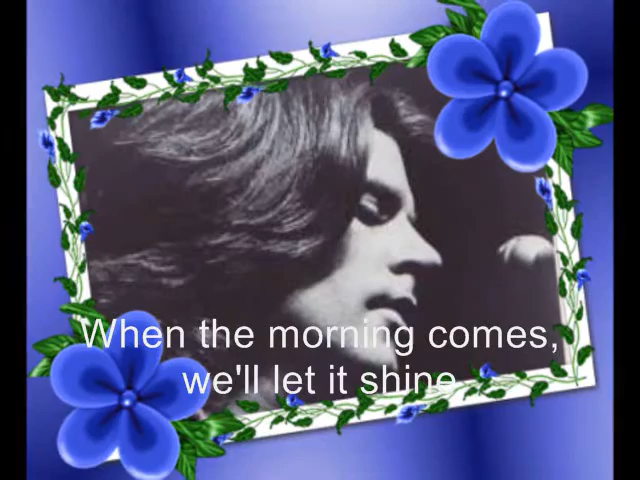 When the morning comes,
we'll let it shine